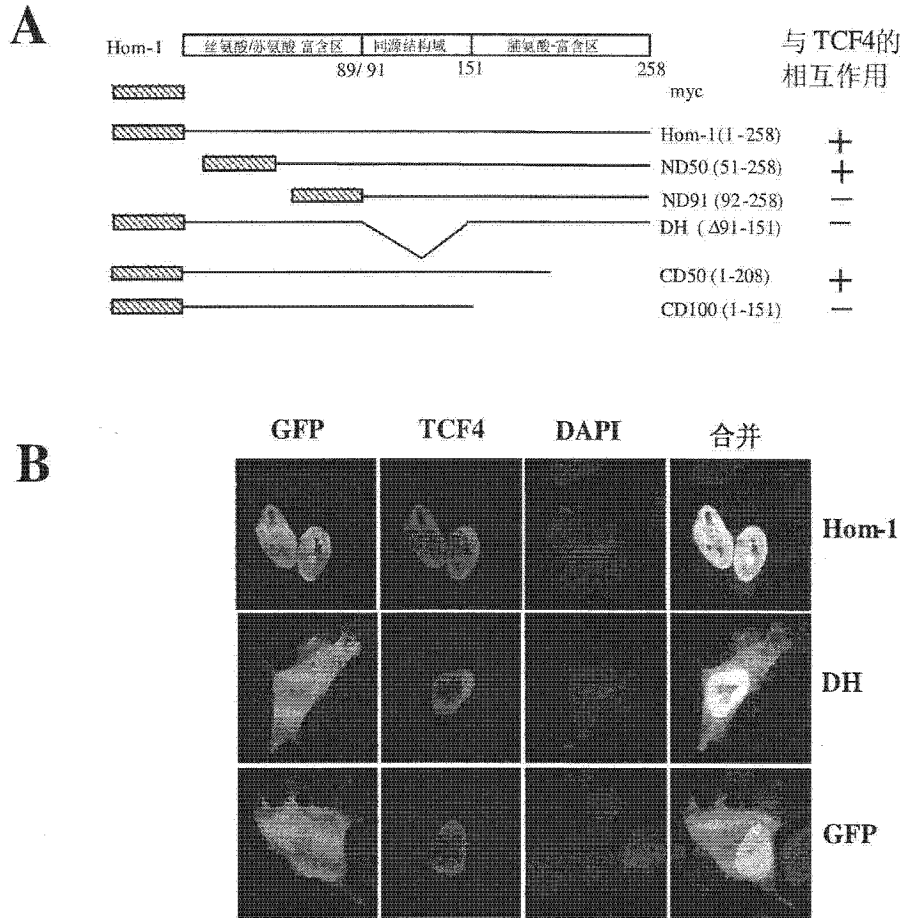 A
Hom-1 丝氨酸/苏氨酸 富含区 同源结构域 脯氨酸-富含区
89/91 151 258
与 TCF4的
相互作用
myc
Hom-1(1-258) +
ND50 (51-258) +
ND91 (92-258) −
DH (Δ91-151) −
CD50 (1-208) +
CD100 (1-151) −
B
GFP TCF4 DAPI 合并
Hom-1
DH
GFP